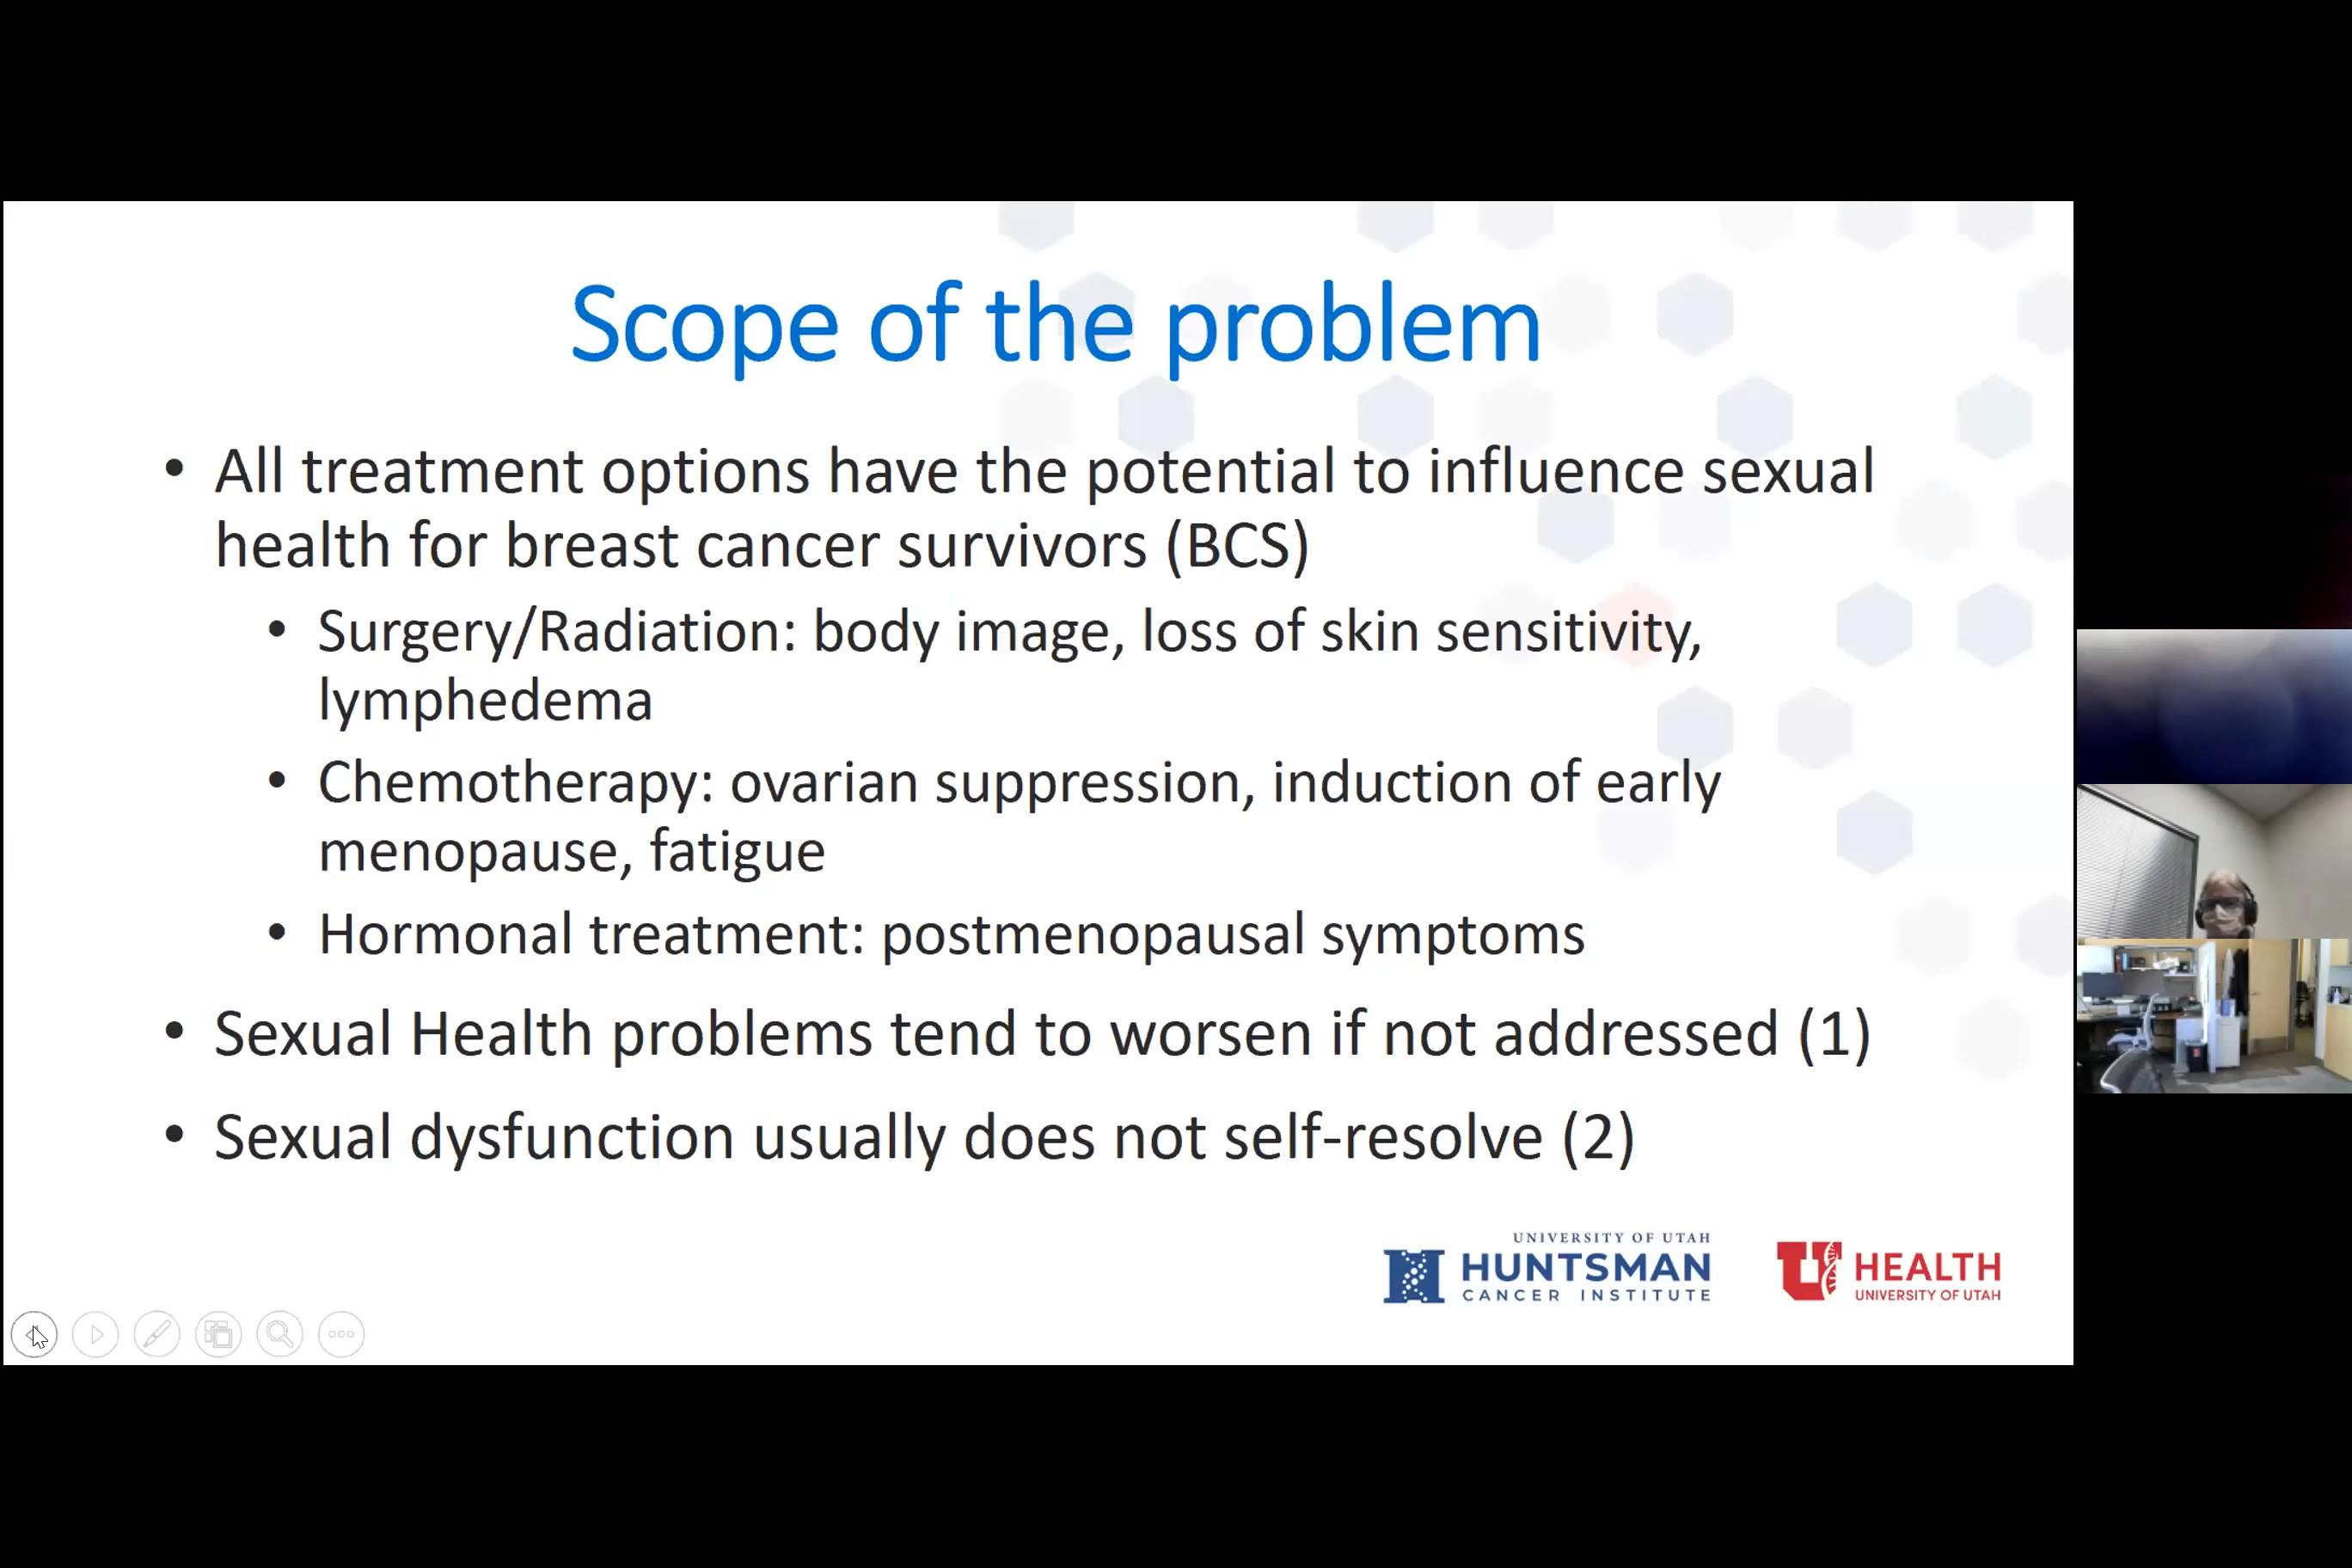 Scope of the problem
• All treatment options have the potential to influence sexual
health for breast cancer survivors (BCS)
• Surgery/Radiation: body image, loss of skin sensitivity,
lymphedema
• Chemotherapy: ovarian suppression, induction of early
menopause, fatigue
• Hormonal treatment: postmenopausal symptoms
• Sexual Health problems tend to worsen if not addressed (1)
• Sexual dysfunction usually does not self-resolve (2)
UNIVERSITY OF UTAH
HUNTSMAN
CANCER INSTITUTE
U HEALTH
UNIVERSITY OF UTAH